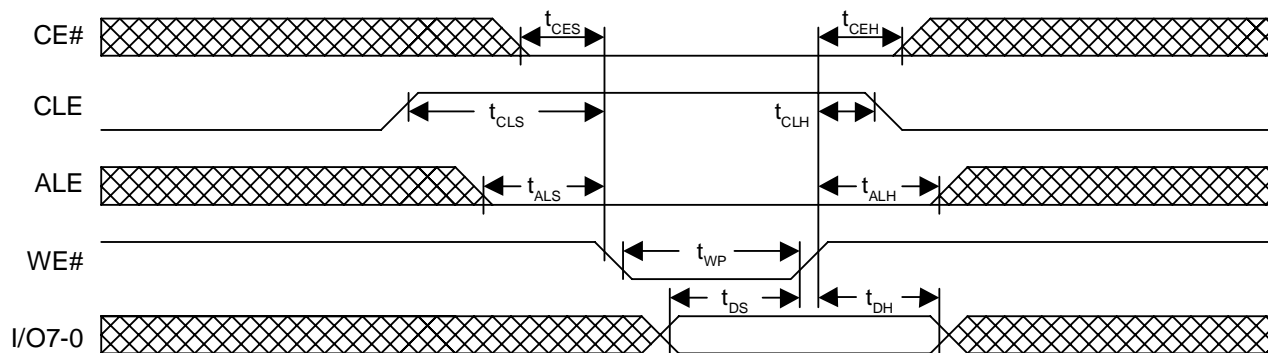 CE# tCES tCEH
CLE tCLS tCLH
ALE tALS tALH
WE# tWP
tDS tDH
I/O7-0